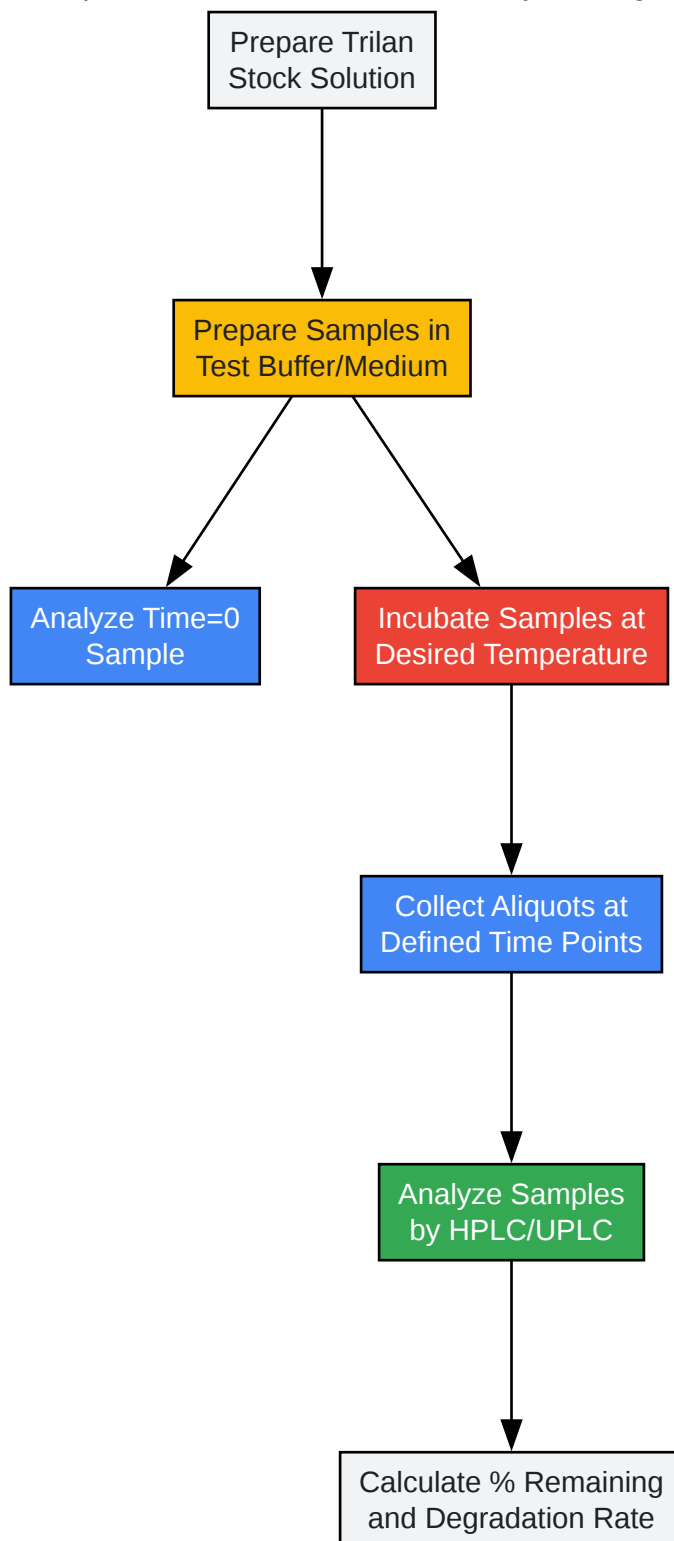 Prepare Trilan
Stock Solution
Prepare Samples in
Test Buffer/Medium
Analyze Time=0
Sample
Incubate Samples at
Desired Temperature
Collect Aliquots at
Defined Time Points
Analyze Samples
by HPLC/UPLC
Calculate % Remaining
and Degradation Rate